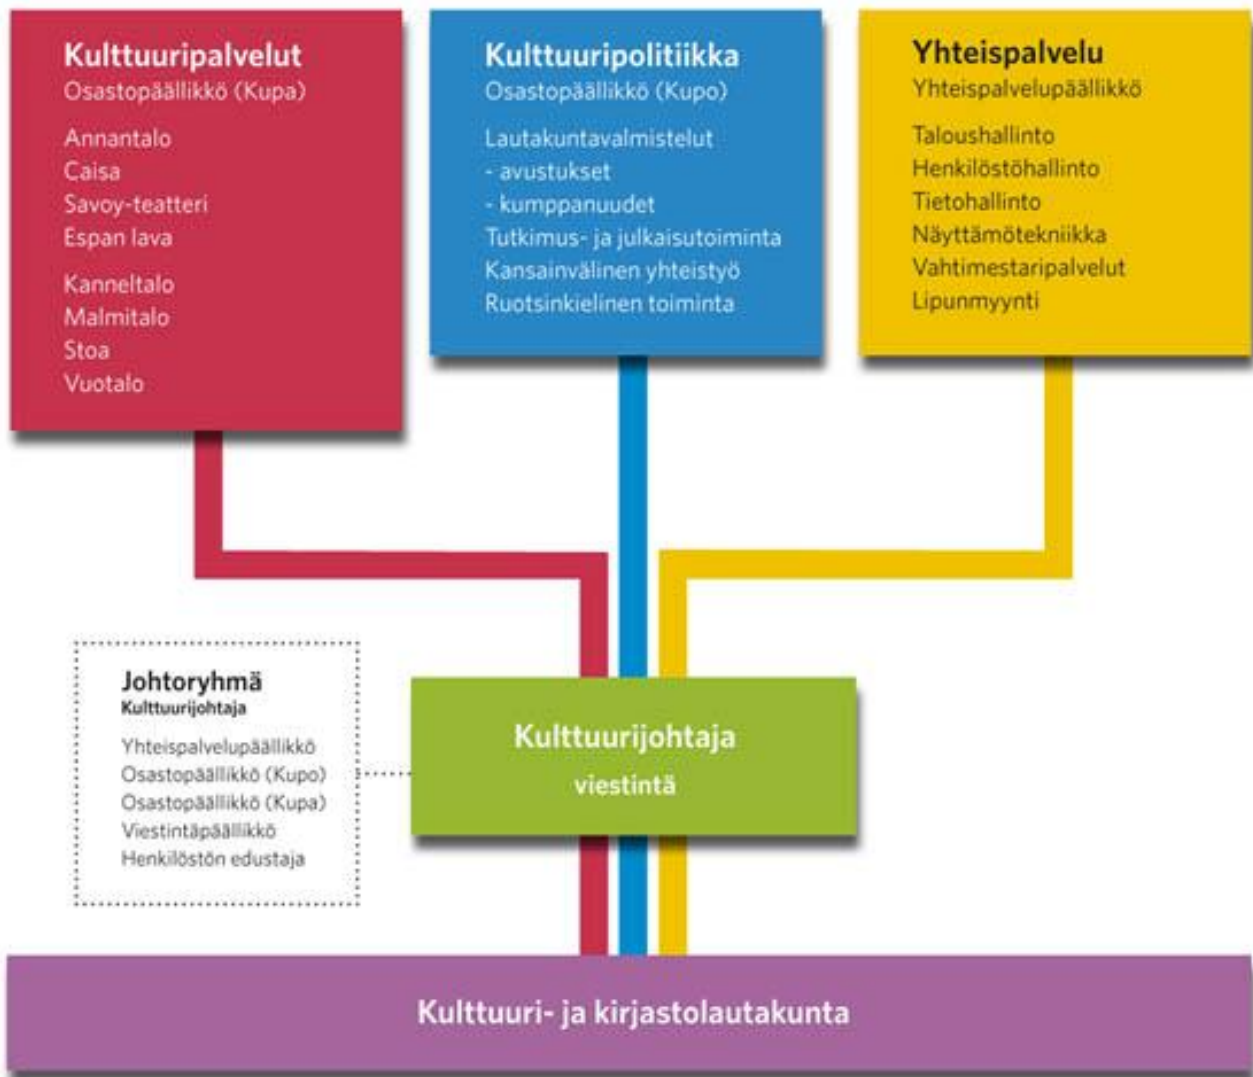 Kulttuuripalvelut
Osastopäällikkö (Kupa)
Annantalo
Caisa
Savoy-teatteri
Espan lava
Kanneltalo
Malmitalo
Stoa
Vuotalo
Kulttuuripolitiikka
Osastopäällikkö (Kupo)
Lautakuntavalmistelut
- avustukset
- kumppanuudet
Tutkimus- ja julkaisutoiminta
Kansainvälinen yhteistyö
Ruotsinkielinen toiminta
Yhteispalvelu
Yhteispalvelupäällikkö
Taloushallinto
Henkilöstöhallinto
Tietohallinto
Näyttämötekniikka
Vahtimestaripalvelut
Lipunmyynti
Johtoryhmä
Kulttuurijohtaja
Yhteispalvelupäällikkö
Osastopäällikkö (Kupo)
Osastopäällikkö (Kupa)
Viestintäpäällikkö
Henkilöstön edustaja
Kulttuurijohtaja
viestintä
Kulttuuri- ja kirjastolautakunta